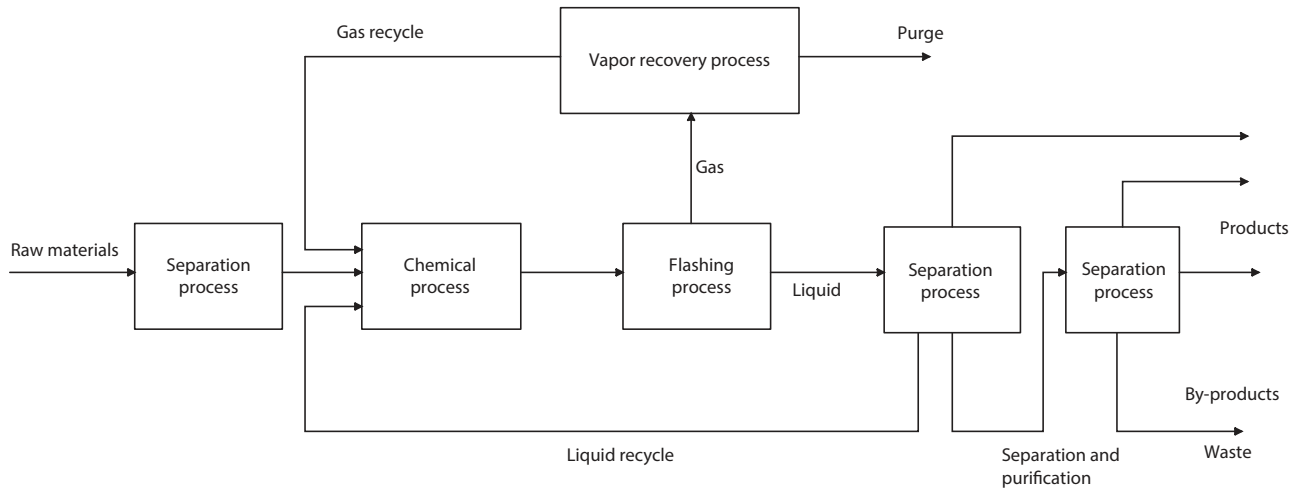 Gas recycle
Vapor recovery process
Purge
Gas
Raw materials
Separation
process
Chemical
process
Flashing
process
Liquid
Separation
process
Separation
process
Products
By-products
Waste
Liquid recycle
Separation and
purification